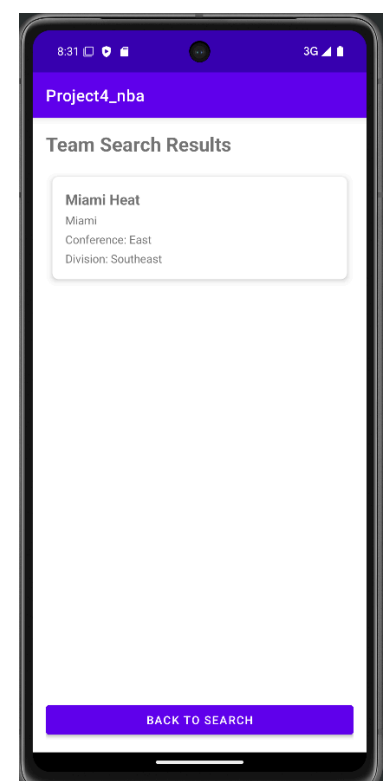 8:31
3G
Project4_nba
Team Search Results
Miami Heat
Miami
Conference: East
Division: Southeast
BACK TO SEARCH